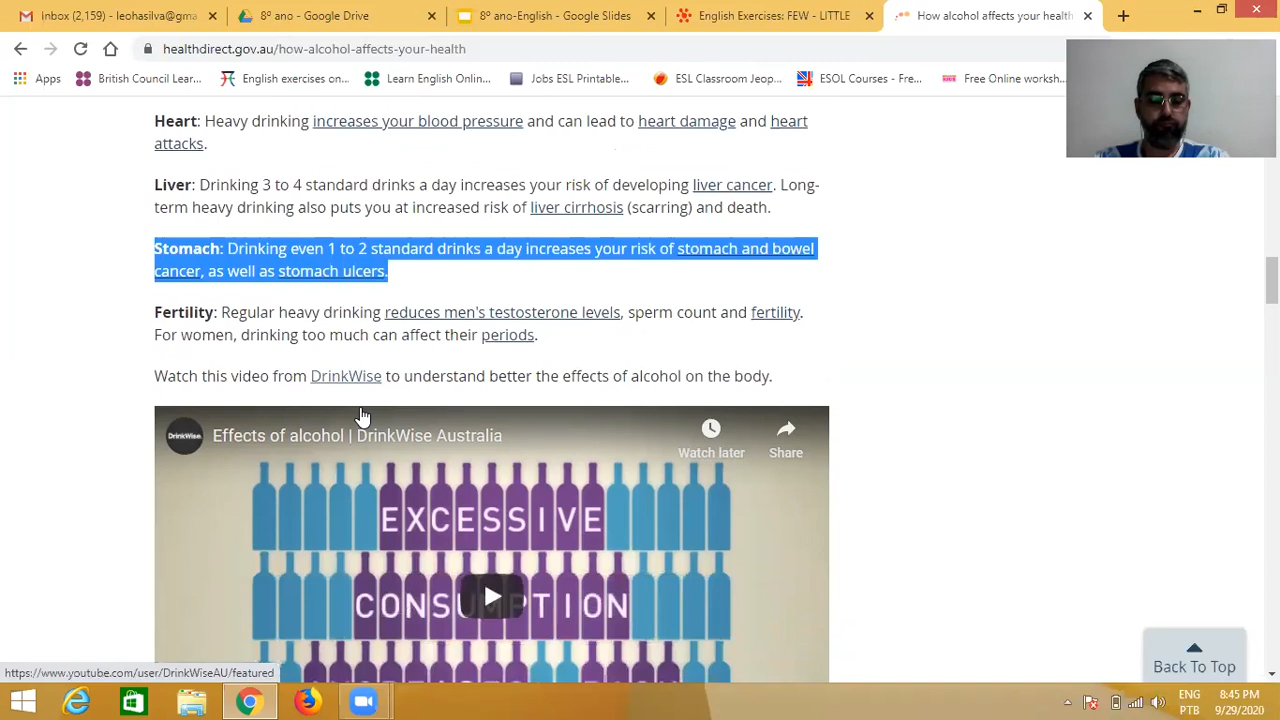 Inbox (2,159) - leohasilva@gma
8º ano - Google Drive
8º ano-English - Google Slides
English Exercises: FEW - LITTLE
How alcohol affects your health
healthdirect.gov.au/how-alcohol-affects-your-health
Apps
British Council Lear...
English exercises on...
Learn English Onlin...
Jobs ESL Printable...
ESL Classroom Jeop...
ESOL Courses - Fre...
Free Online worksh...
Heart: Heavy drinking increases your blood pressure and can lead to heart damage and heart
attacks.
Liver: Drinking 3 to 4 standard drinks a day increases your risk of developing liver cancer. Long-
term heavy drinking also puts you at increased risk of liver cirrhosis (scarring) and death.
Stomach: Drinking even 1 to 2 standard drinks a day increases your risk of stomach and bowel
cancer, as well as stomach ulcers.
Fertility: Regular heavy drinking reduces men's testosterone levels, sperm count and fertility.
For women, drinking too much can affect their periods.
Watch this video from DrinkWise to understand better the effects of alcohol on the body.
DrinkWise.
Effects of alcohol | DrinkWise Australia
Watch later
Share
EXCESSIVE
CONSUMPTION
Back To Top
https://www.youtube.com/user/DrinkWiseAU/featured
ENG
PTB
8:45 PM
9/29/2020